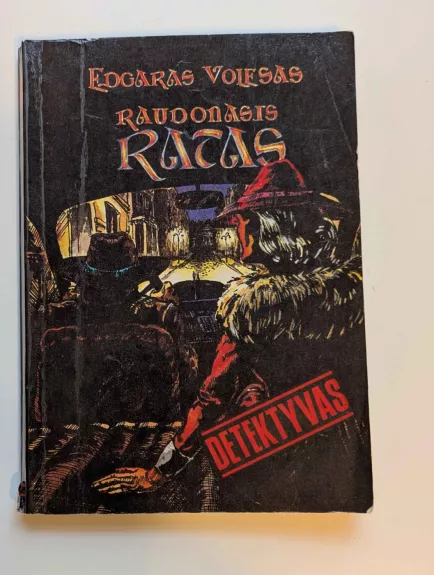 EDGARAS VOLESAS
RAUDONASIS
RATAS
DETEKTYVAS